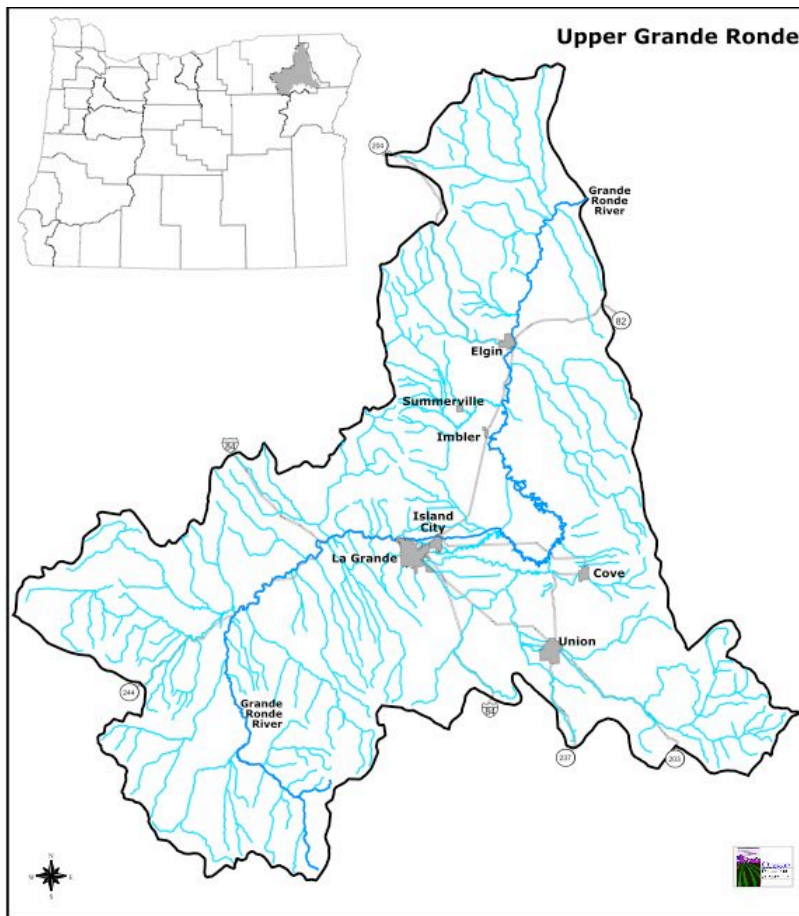 Upper Grande Ronde
204
Grande
Ronde
River
82
Elgin
Summerville
Imbler
84
Island
City
La Grande
Cove
Union
244
Grande
Ronde
River
84
237
203
N
W
E
S